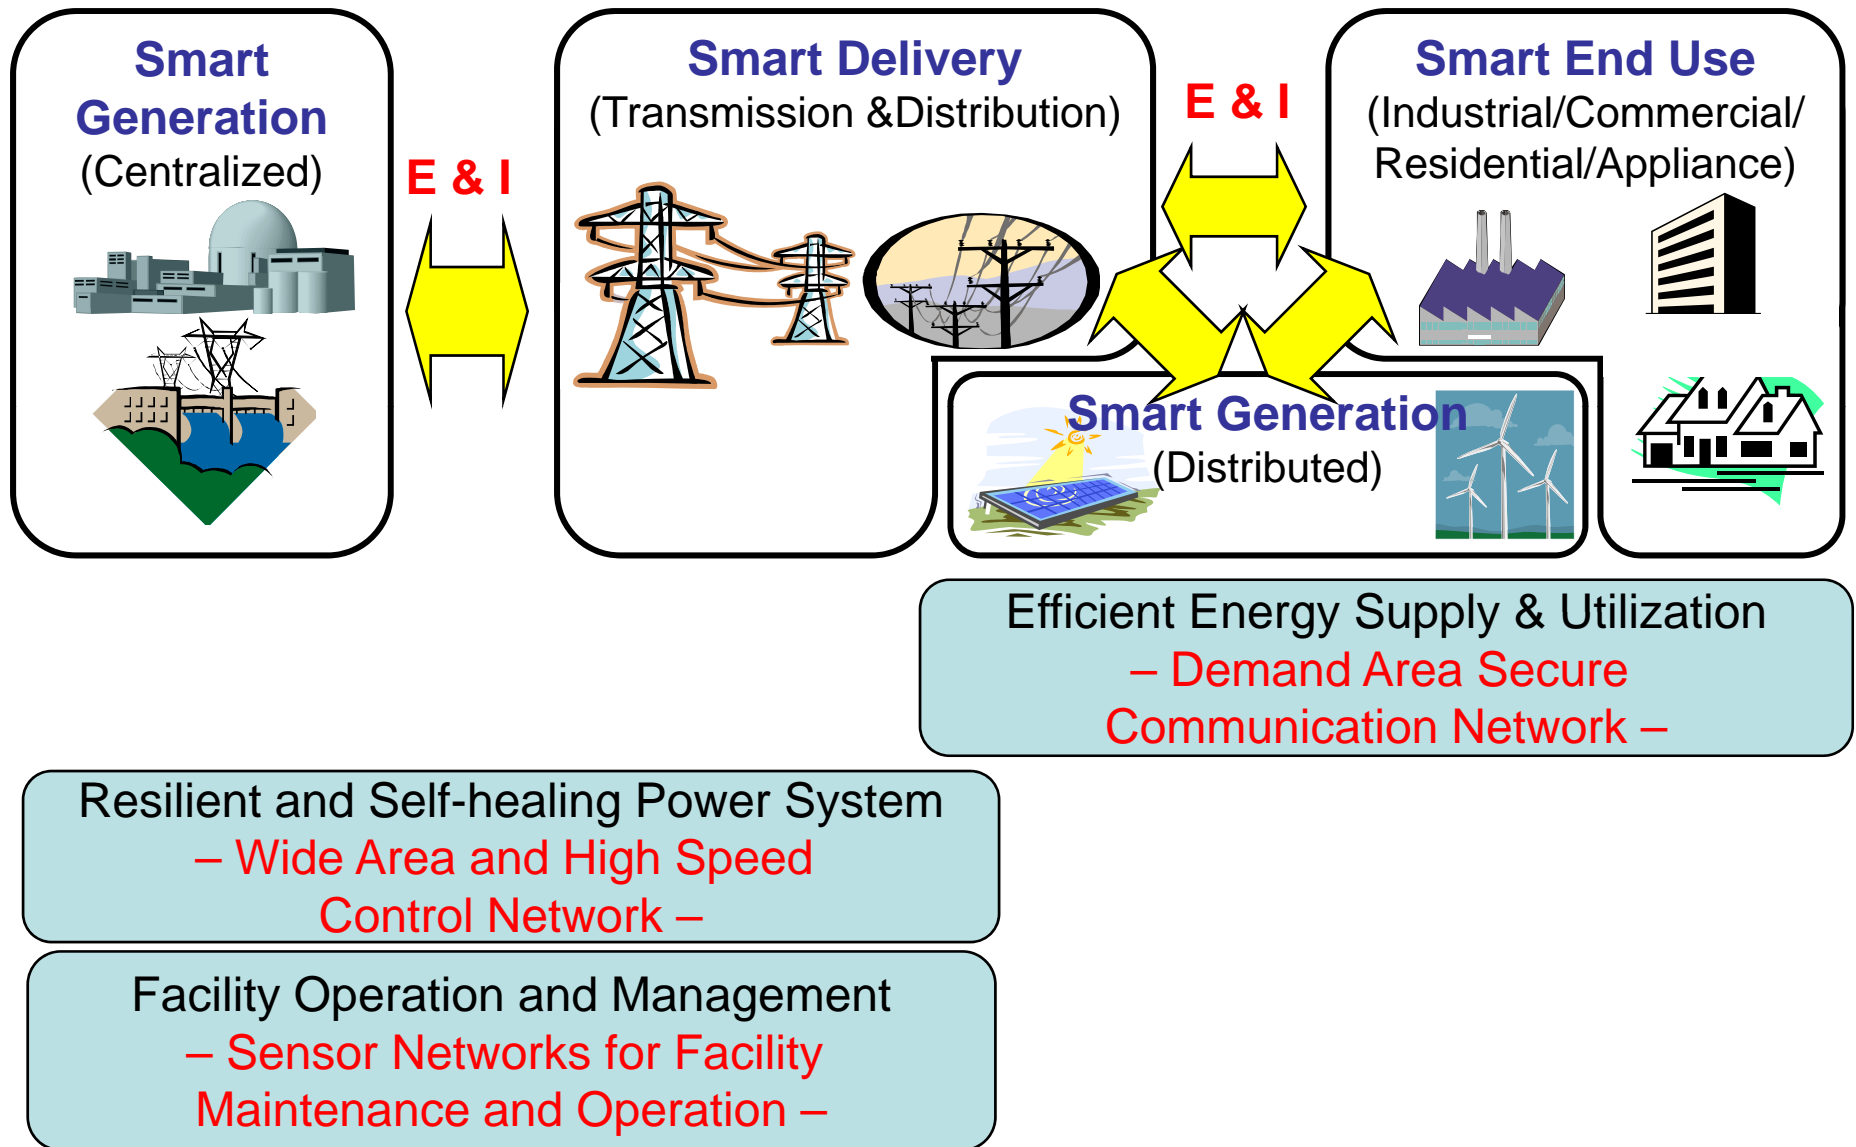 Smart
Generation
(Centralized)
E & I
Smart Delivery
(Transmission &Distribution)
E & I
Smart End Use
(Industrial/Commercial/
Residential/Appliance)
Smart Generation
(Distributed)
Efficient Energy Supply & Utilization
– Demand Area Secure
Communication Network –
Resilient and Self-healing Power System
– Wide Area and High Speed
Control Network –
Facility Operation and Management
– Sensor Networks for Facility
Maintenance and Operation –